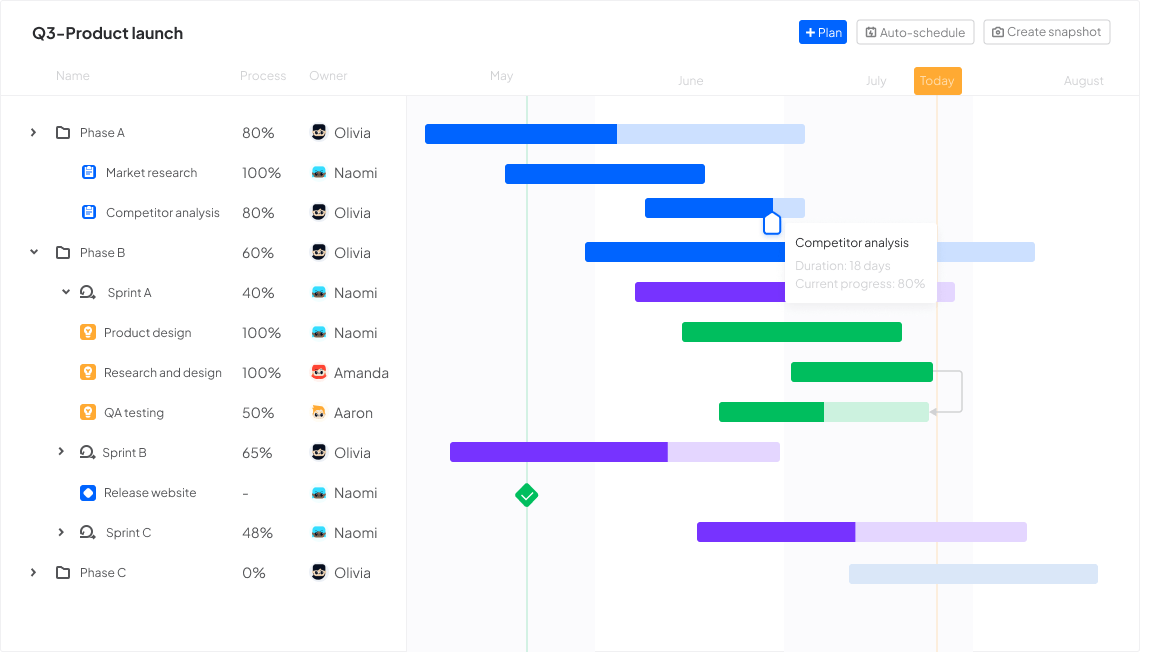 Q3-Product launch
Plan
Auto-schedule
Create snapshot
Name Process Owner May June July Today August
Phase A 80% Olivia
Market research 100% Naomi
Competitor analysis 80% Olivia
Phase B 60% Olivia
Competitor analysis
Duration: 18 days
Current progress: 80%
Sprint A 40% Naomi
Product design 100% Naomi
Research and design 100% Amanda
QA testing 50% Aaron
Sprint B 65% Olivia
Release website - Naomi
Sprint C 48% Naomi
Phase C 0% Olivia